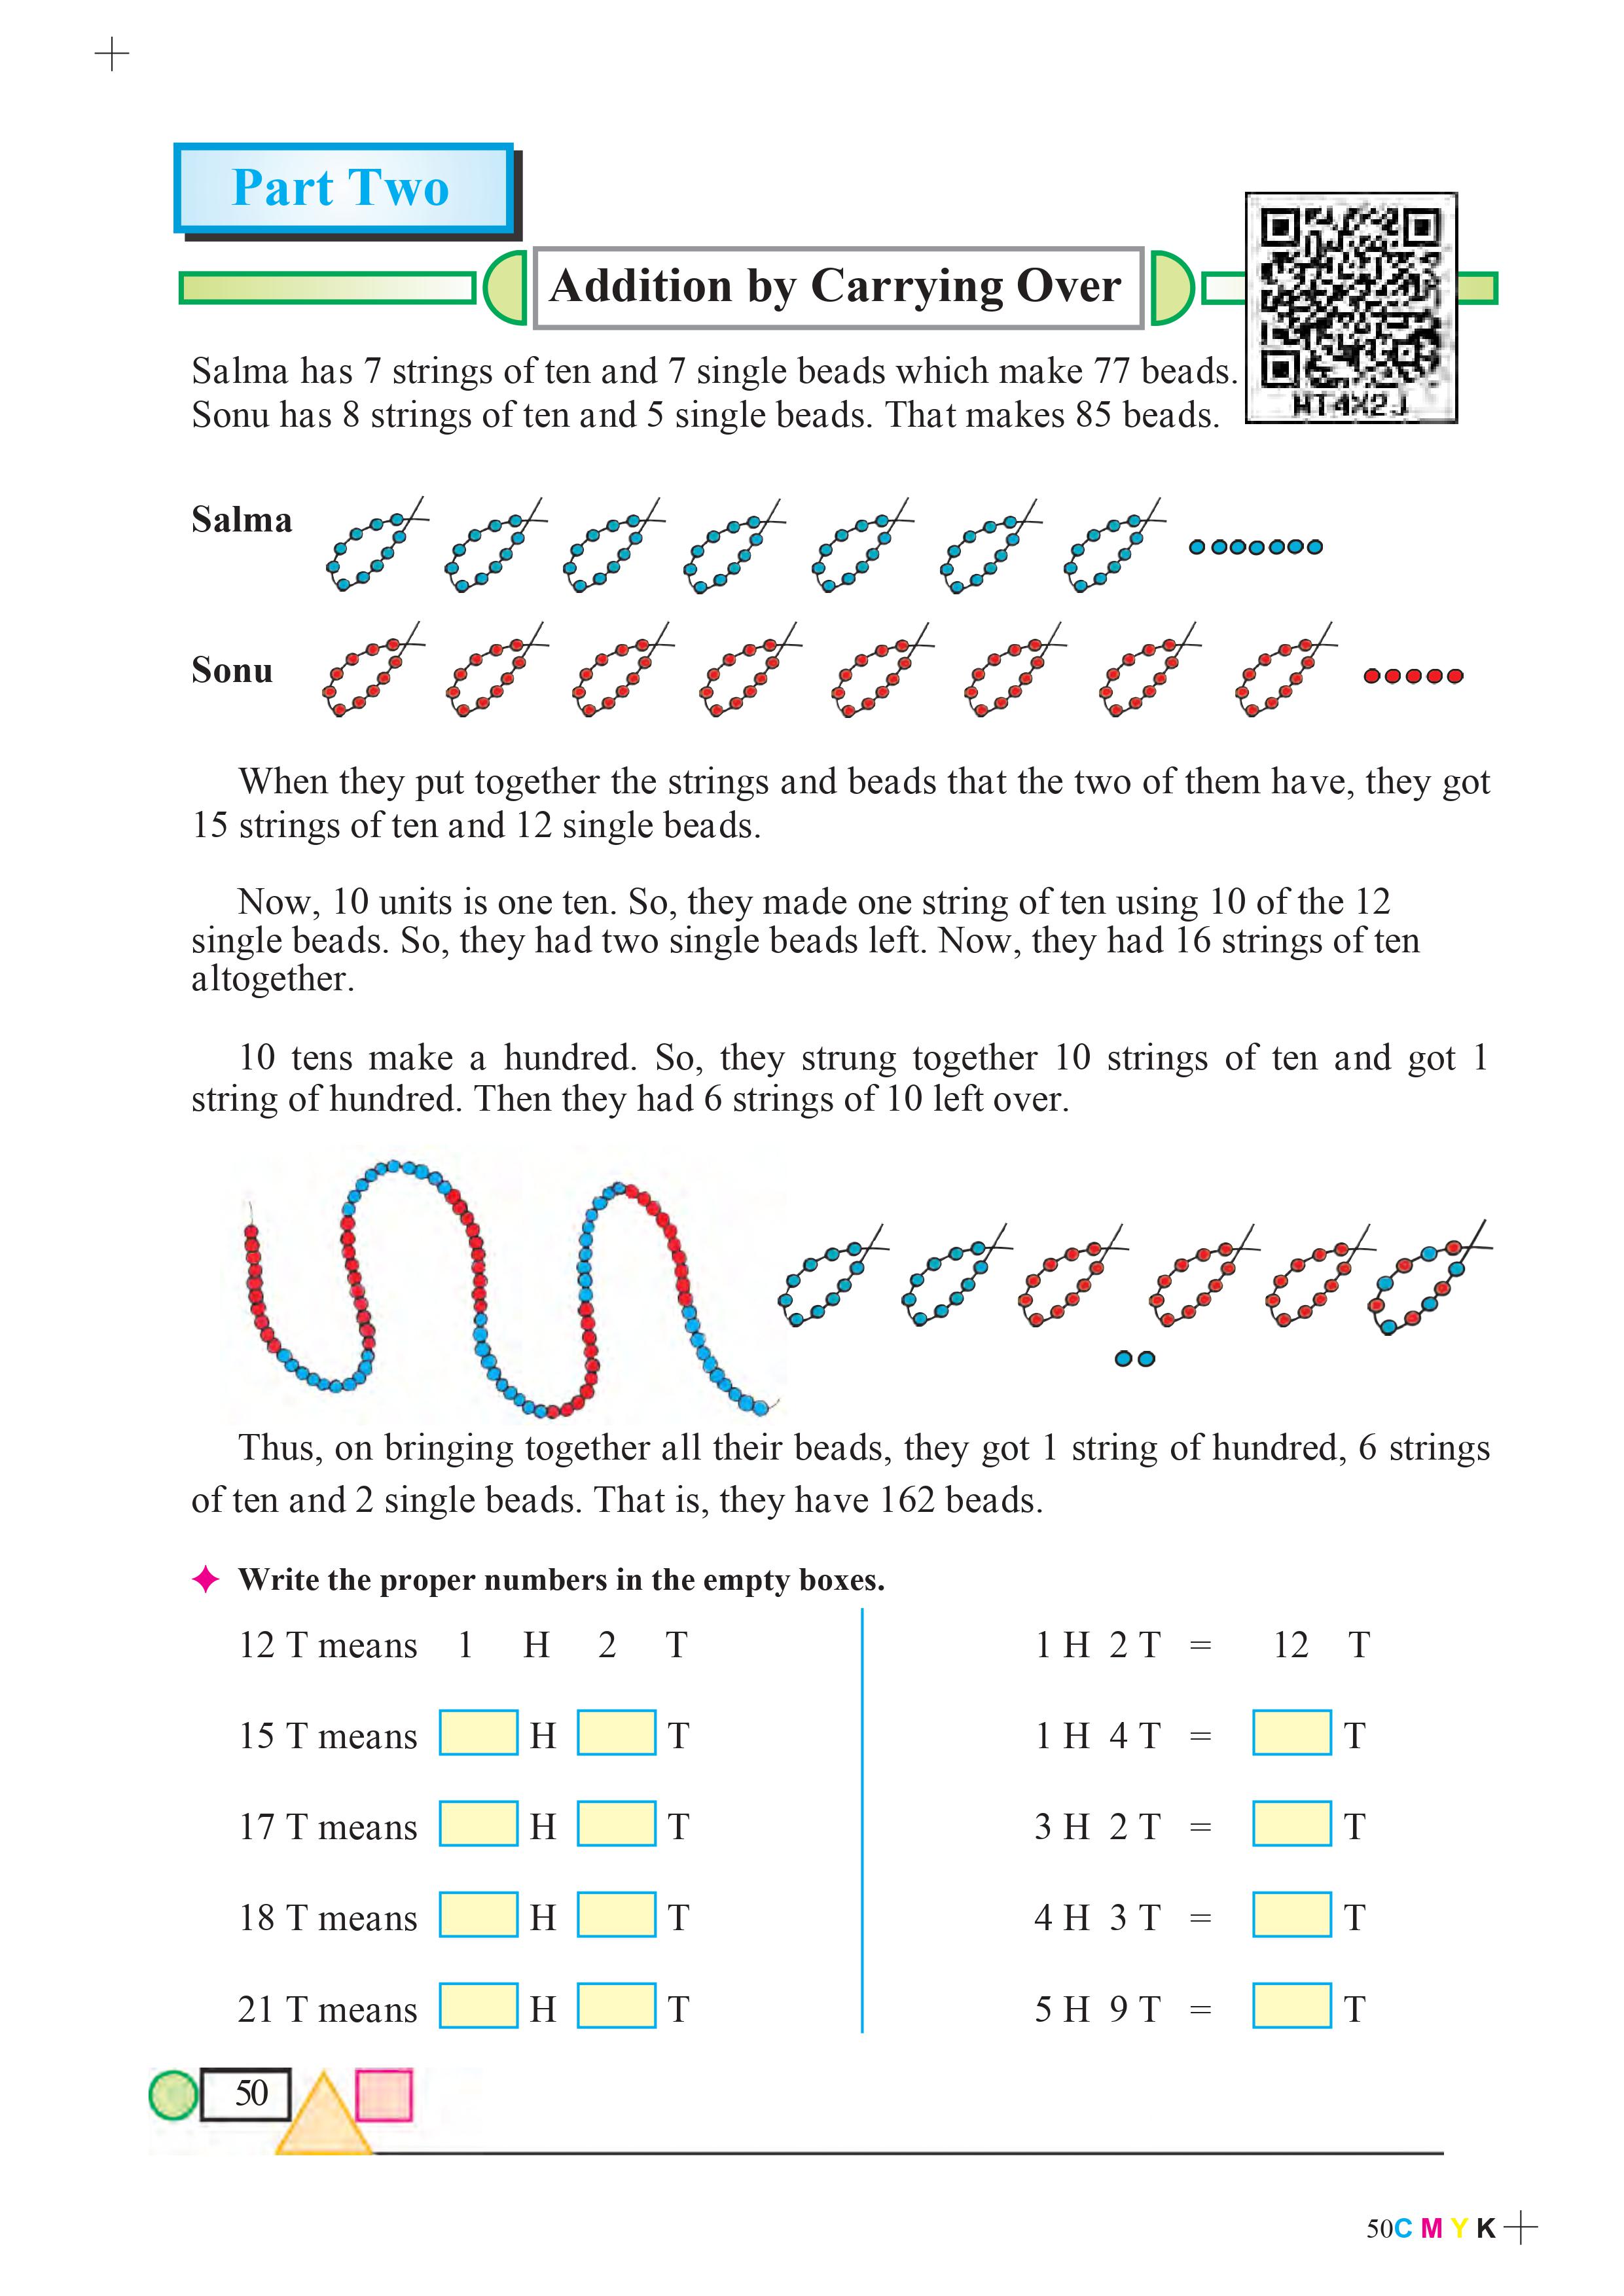 Part Two
Addition by Carrying Over
WT4X2J
Salma has 7 strings of ten and 7 single beads which make 77 beads.
Sonu has 8 strings of ten and 5 single beads. That makes 85 beads.
Salma
Sonu
When they put together the strings and beads that the two of them have, they got
15 strings of ten and 12 single beads.
Now, 10 units is one ten. So, they made one string of ten using 10 of the 12
single beads. So, they had two single beads left. Now, they had 16 strings of ten
altogether.
10 tens make a hundred. So, they strung together 10 strings of ten and got 1
string of hundred. Then they had 6 strings of 10 left over.
Thus, on bringing together all their beads, they got 1 string of hundred, 6 strings
of ten and 2 single beads. That is, they have 162 beads.
Write the proper numbers in the empty boxes.
12 T means 1 H 2 T
15 T means H T
17 T means H T
18 T means H T
21 T means H T
1 H 2 T = 12 T
1 H 4 T = T
3 H 2 T = T
4 H 3 T = T
5 H 9 T = T
50
50CMYK